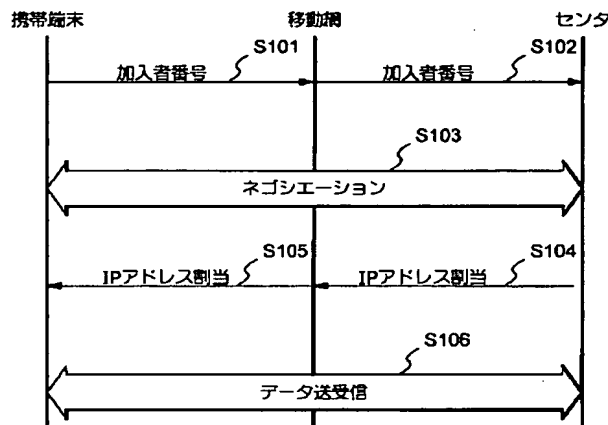 携帯端末 移動網 センタ
S101 S102
加入者番号 加入者番号
S103
ネゴシエーション
S105 S104
IPアドレス割当 IPアドレス割当
S106
データ送受信